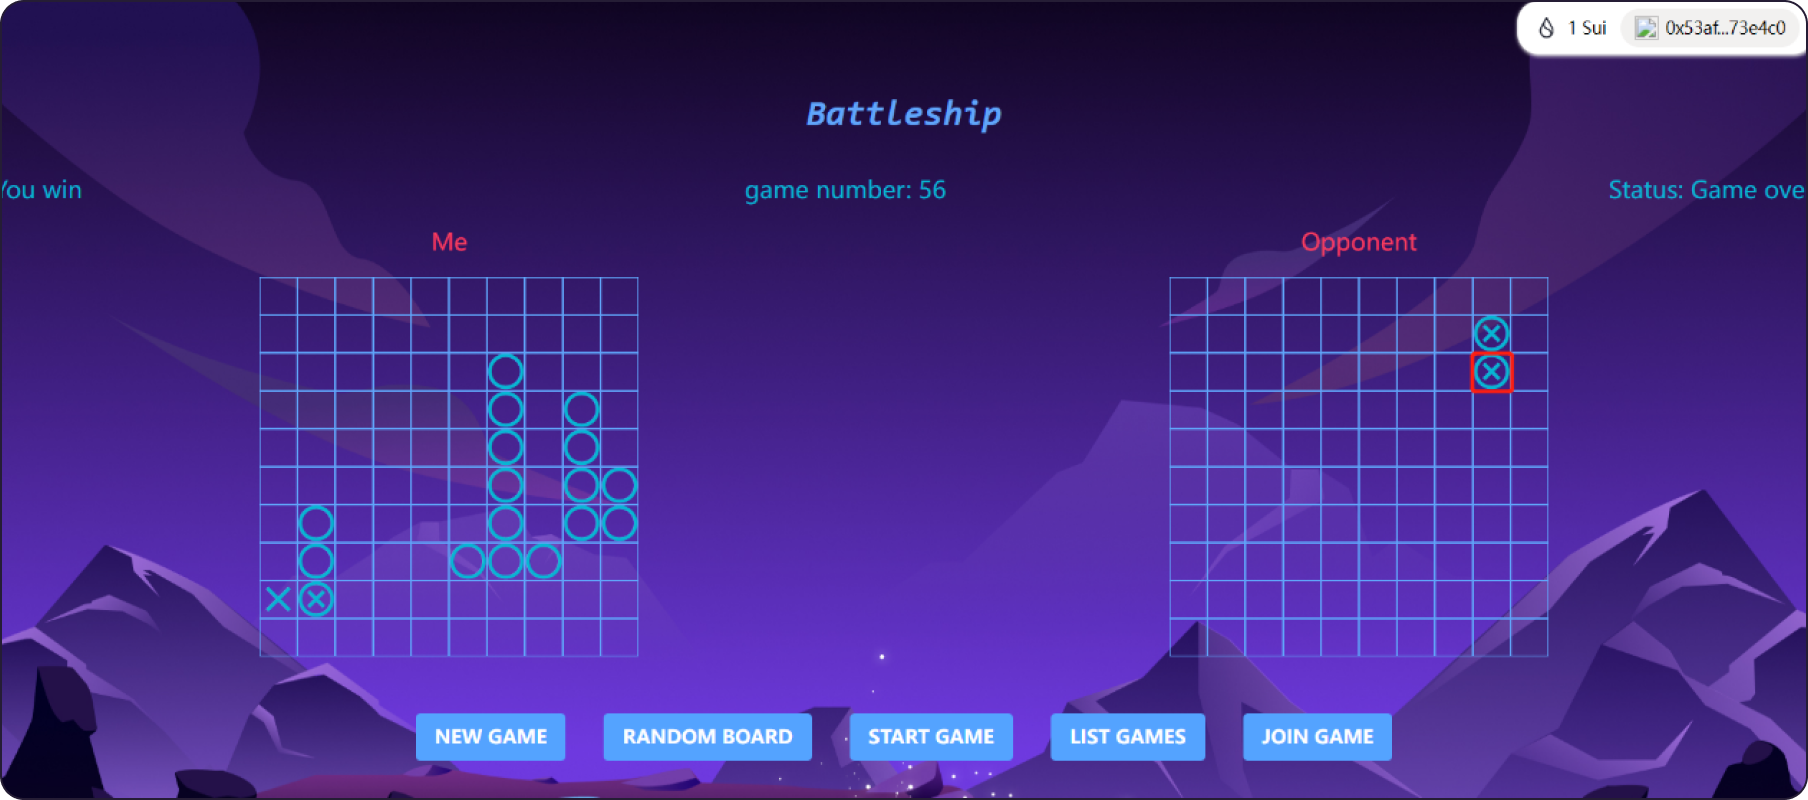 1 Sui 0x53af...73e4c0
Battleship
You win game number: 56 Status: Game ove
Me Opponent
NEW GAME RANDOM BOARD START GAME LIST GAMES JOIN GAME